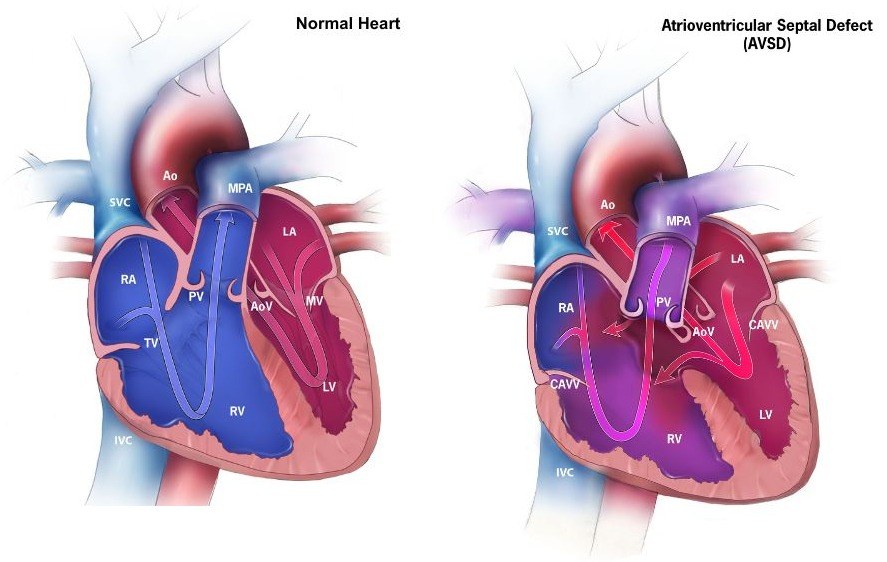 Normal Heart
Ao
MPA
SVC
LA
RA
PV
AoV
MV
TV
LV
RV
IVC
Atrioventricular Septal Defect
(AVSD)
Ao
MPA
SVC
LA
RA
PV
AoV
CAVV
CAVV
LV
RV
IVC